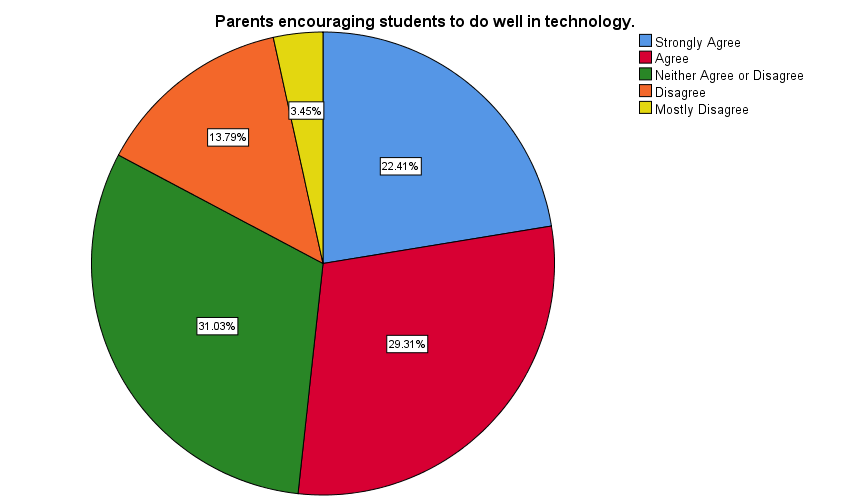 Parents encouraging students to do well in technology.
Strongly Agree
Agree
Neither Agree or Disagree
Disagree
Mostly Disagree
3.45%
13.79%
22.41%
31.03%
29.31%